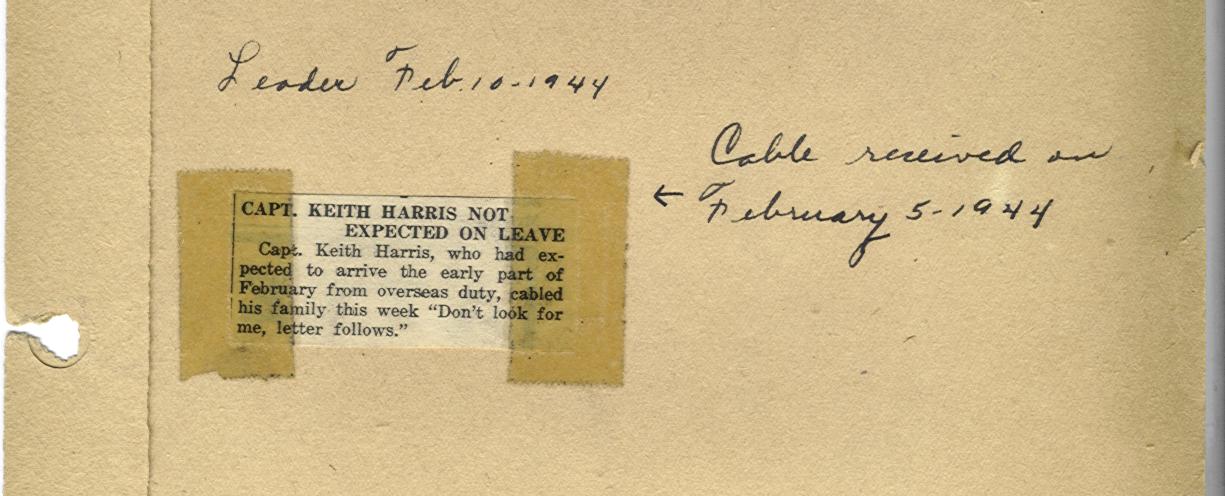 Leader Feb. 10-1944
Cable received on
← February 5-1944
CAPT. KEITH HARRIS NOT
EXPECTED ON LEAVE
Capt. Keith Harris, who had ex-
pected to arrive the early part of
February from overseas duty, cabled
his family this week “Don’t look for
me, letter follows.”